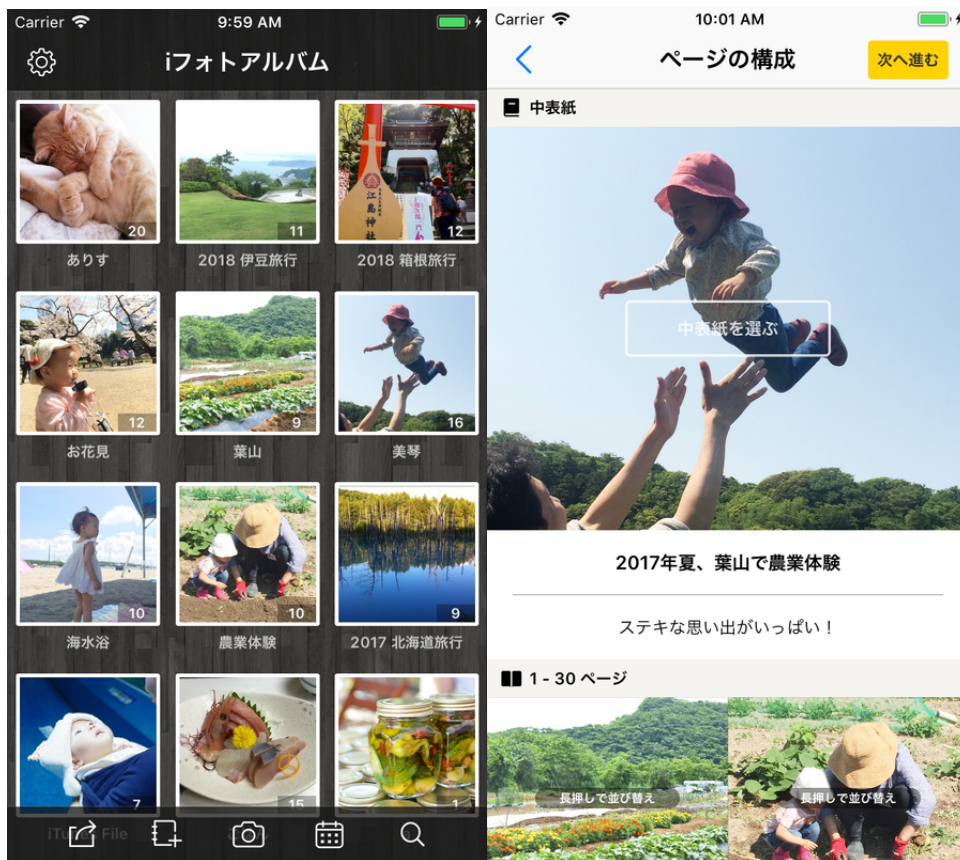 Carrier 9:59 AM
iフォトアルバム
江島神社
20
11
12
ありす
2018 伊豆旅行
2018 箱根旅行
12
9
16
お花見
葉山
美琴
10
10
9
海水浴
農業体験
2017 北海道旅行
7
15
1
Carrier 10:01 AM
ページの構成
次へ進む
中表紙
中表紙を選ぶ
2017年夏、葉山で農業体験
ステキな思い出がいっぱい！
1 - 30 ページ
長押しで並び替え
長押しで並び替え